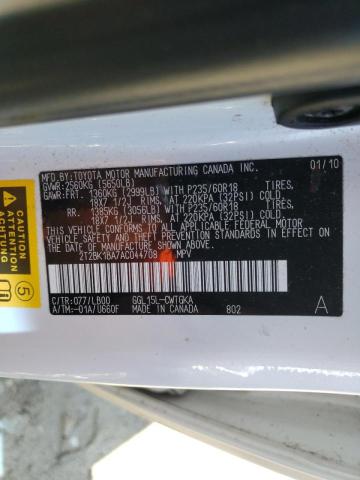 MFD.BY:TOYOTA MOTOR MANUFACTURING CANADA INC. 01/10
GVWR:2560KG(5650LB)
GAWR:FRT. 1360KG(2999LB)WITH P235/60R18 TIRES,
18X7 1/2J RIMS, AT 220KPA(32PSI) COLD
RR. 1385KG(3056LB)WITH P235/60R18 TIRES,
18X7 1/2J RIMS, AT 220KPA(32PSI) COLD
THIS VEHICLE CONFORMS TO ALL APPLICABLE FEDERAL MOTOR
VEHICLE SAFETY AND
THEFT PREVENTION STANDARDS IN EFFECT ON THE DATE OF
MANUFACTURE SHOWN ABOVE.
2T2BK1BA7AC044708 MPV
C/TR:077/LB00 GGL15L-CWTGKA A
A/TM:-01A/U660F MADE IN CANADA 802
5